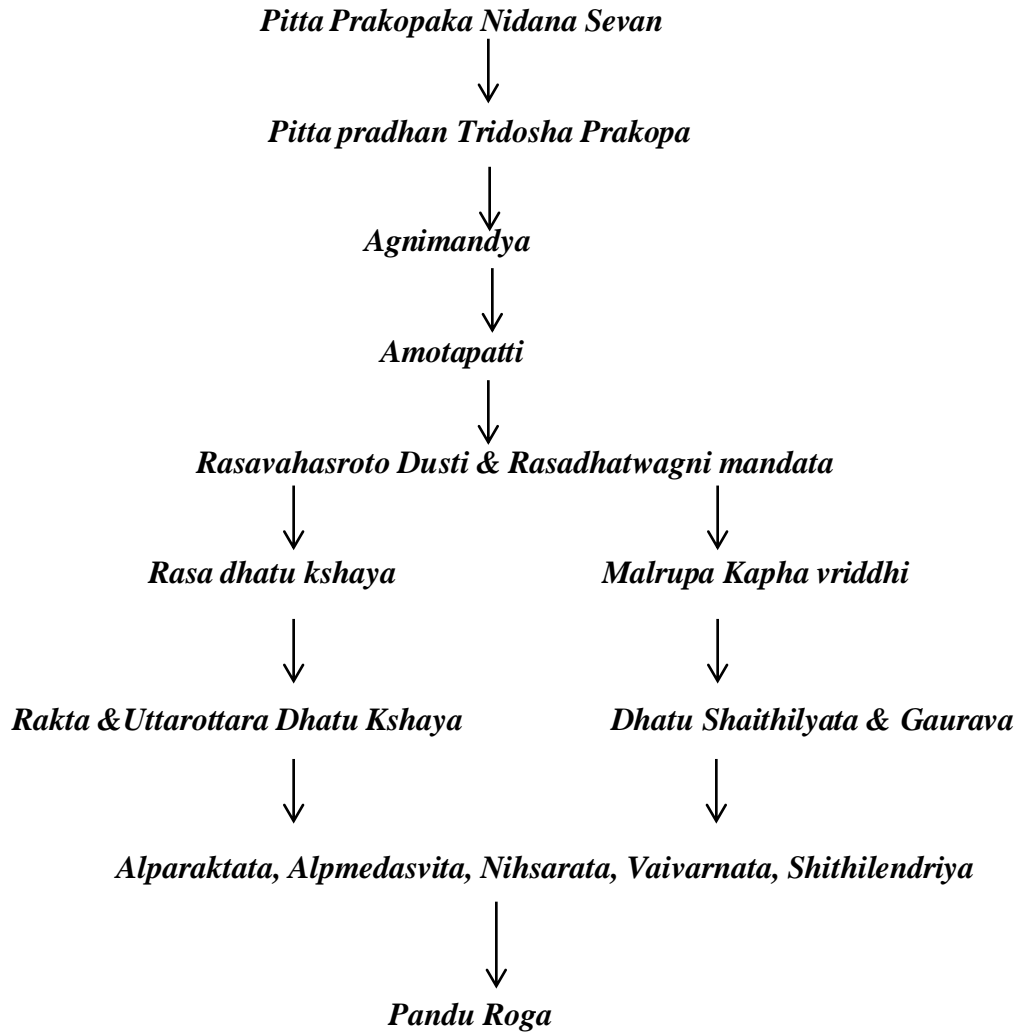 Pitta Prakopaka Nidana Sevan
Pitta pradhan Tridosha Prakopa
Agnimandya
Amotapatti
Rasavahasroto Dusti & Rasadhatwagni mandata
Rasa dhatu kshaya
Malrupa Kapha vriddhi
Rakta &Uttarottara Dhatu Kshaya
Dhatu Shaithilyata & Gaurava
Alparaktata, Alpmedasvita, Nihsarata, Vaivarnata, Shithilendriya
Pandu Roga